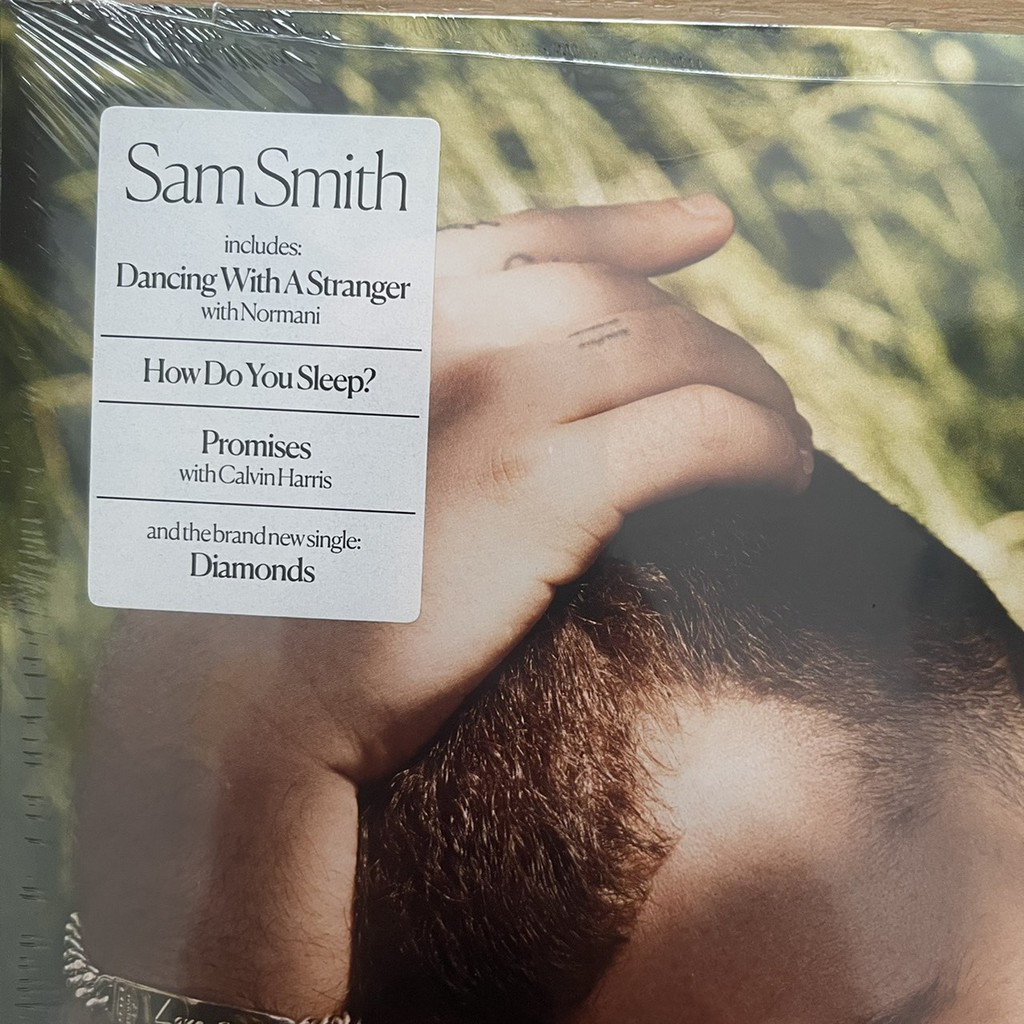 Sam Smith
includes:
Dancing With A Stranger
with Normani
How Do You Sleep?
Promises
with Calvin Harris
and the brand new single:
Diamonds